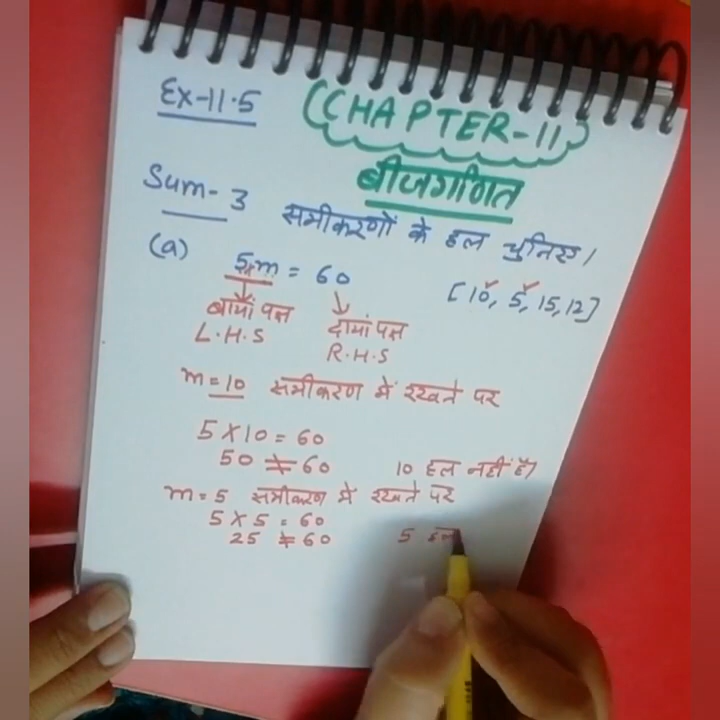 Ex-11.5
CHAPTER-11
बीजगणित
Sum-3 समीकरणों के हल चुनिए।
(a) 5m = 60 [10, 5, 15, 12]
बायां पक्ष दायां पक्ष
L.H.S R.H.S
m=10 समीकरण में रखने पर
5×10=60
50≠60 10 हल नहीं है।
m=5 समीकरण में रखने पर
5×5=60
25≠60 5 हल